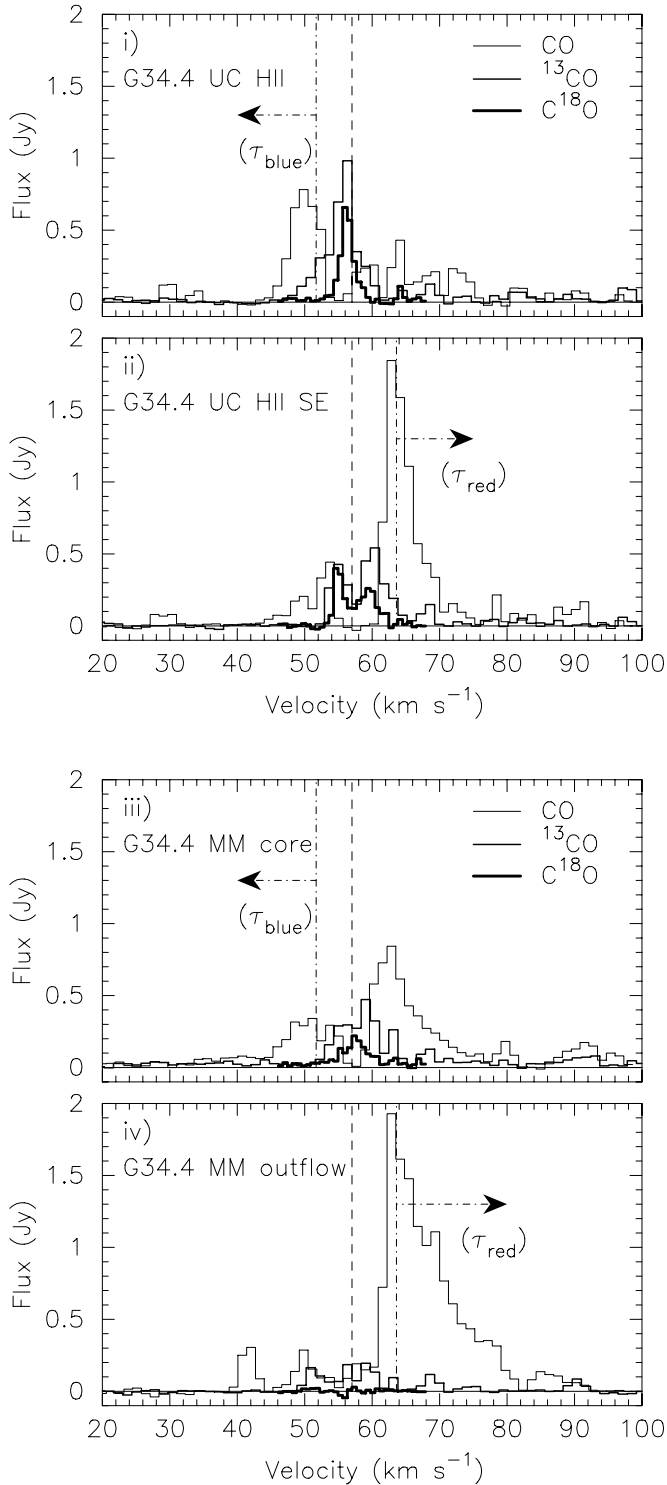 2
i)
CO
G34.4 UC HII
¹³CO
1.5
C¹⁸O
(τblue)
1
Flux (Jy)
0.5
0
2
ii)
G34.4 UC HII SE
1.5
(τred)
1
Flux (Jy)
0.5
0
20 30 40 50 60 70 80 90 100
Velocity (km s⁻¹)
2
iii)
CO
G34.4 MM core
¹³CO
1.5
C¹⁸O
(τblue)
1
Flux (Jy)
0.5
0
2
iv)
G34.4 MM outflow
1.5
(τred)
1
Flux (Jy)
0.5
0
20 30 40 50 60 70 80 90 100
Velocity (km s⁻¹)